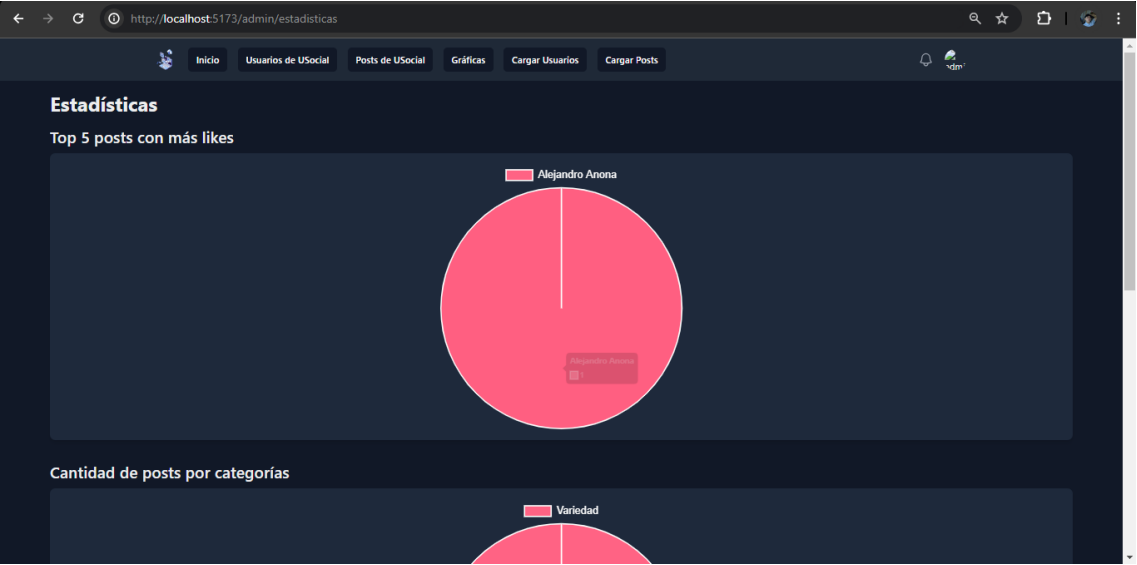 http://localhost:5173/admin/estadisticas
Inicio
Usuarios de USocial
Posts de USocial
Gráficas
Cargar Usuarios
Cargar Posts
Estadísticas
Top 5 posts con más likes
Alejandro Anona
Alejandro Anona
1
Cantidad de posts por categorías
Variedad